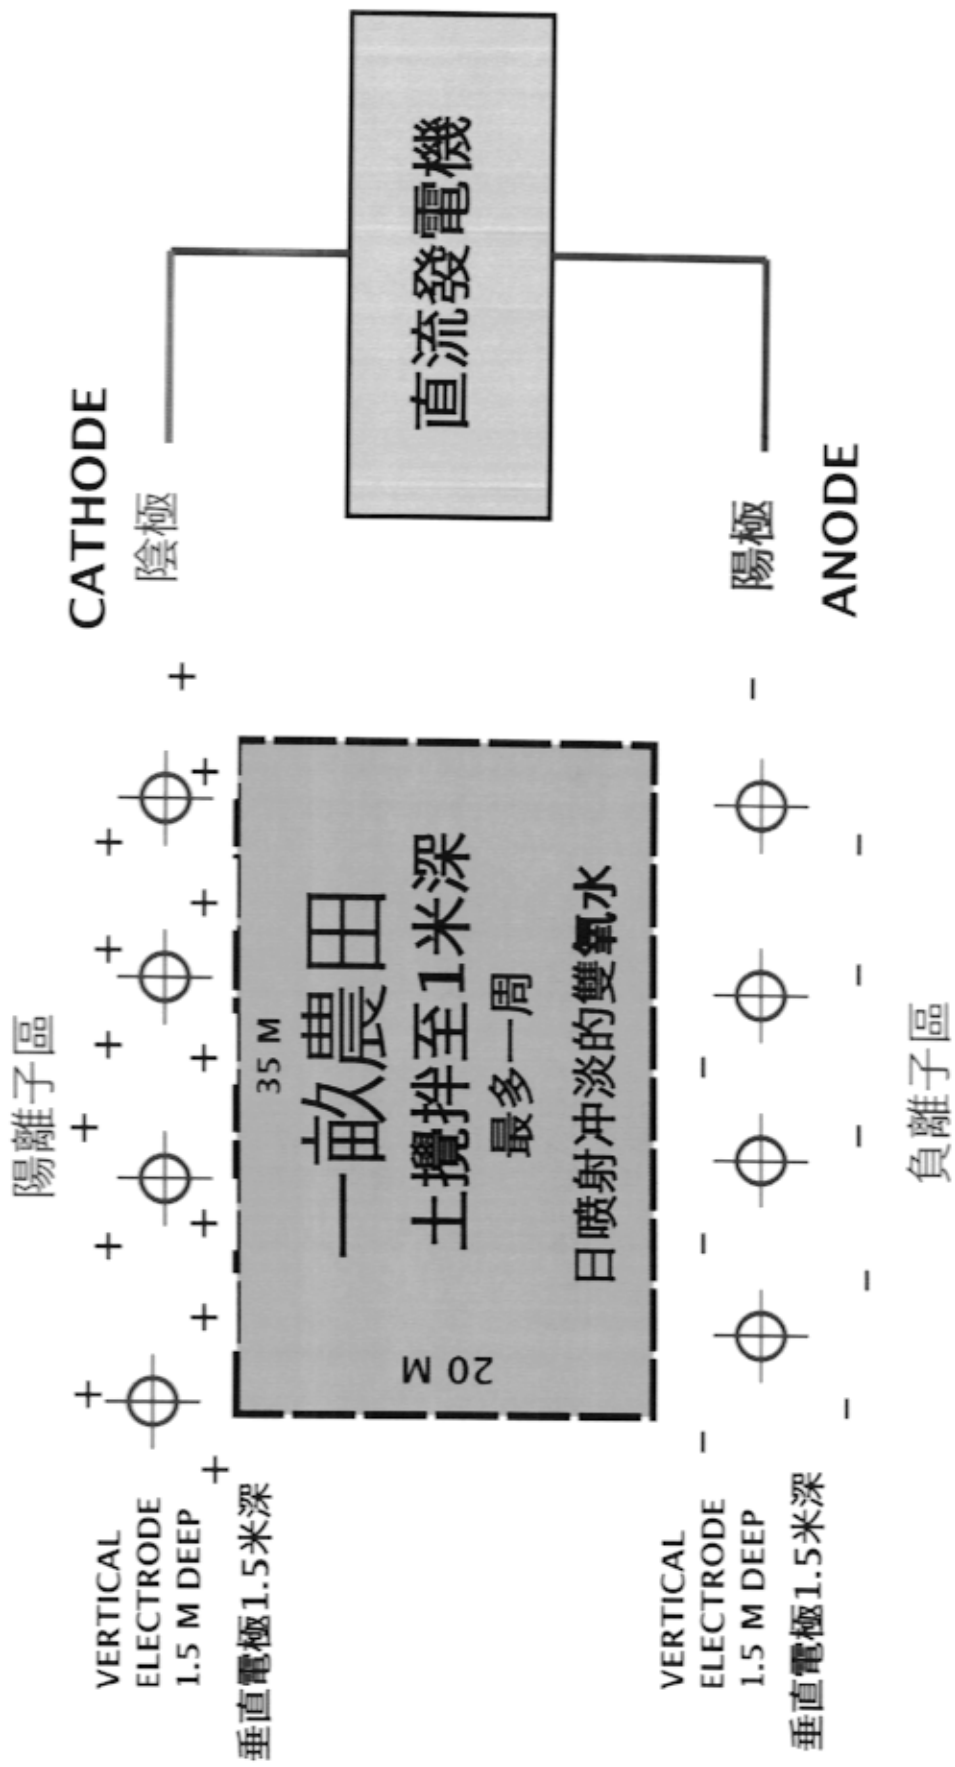 陽離子區
CATHODE
陰極
VERTICAL
ELECTRODE
1.5 M DEEP
垂直電極1.5米深
35 M
一畝農田
土攪拌至1米深
最多一周
日喷射冲淡的雙氧水
20 M
直流發電機
VERTICAL
ELECTRODE
1.5 M DEEP
垂直電極1.5米深
陽極
ANODE
負離子區